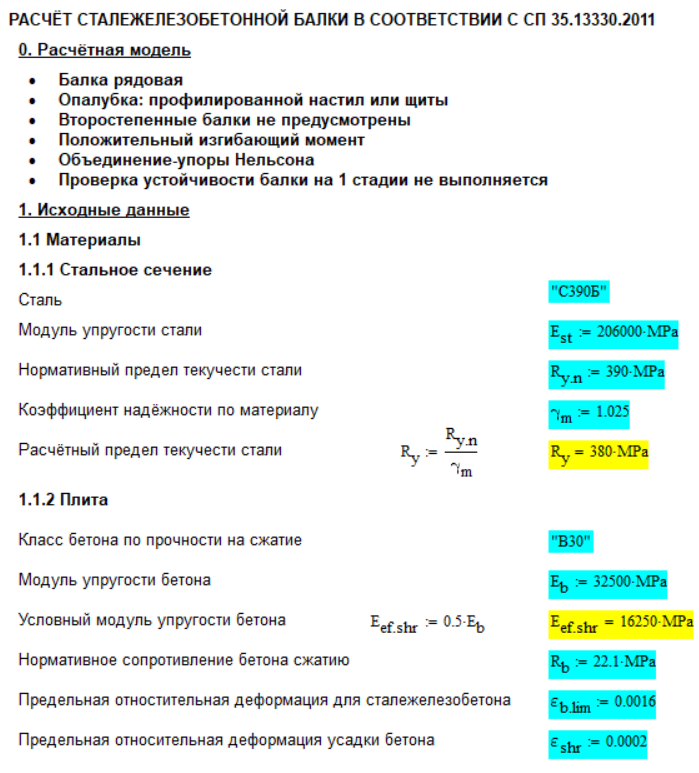 РАСЧЁТ СТАЛЕЖЕЛЕЗОБЕТОННОЙ БАЛКИ В СООТВЕТСТВИИ С СП 35.13330.2011
0. Расчётная модель
• Балка рядовая
• Опалубка: профилированной настил или щиты
• Второстепенные балки не предусмотрены
• Положительный изгибающий момент
• Объединение-упоры Нельсона
• Проверка устойчивости балки на 1 стадии не выполняется
1. Исходные данные
1.1 Материалы
1.1.1 Стальное сечение
Сталь "С390Б"
Модуль упругости стали E_st := 206000·MPa
Нормативный предел текучести стали R_y.n := 390·MPa
Коэффициент надёжности по материалу γ_m := 1.025
Расчётный предел текучести стали R_y := R_y.n / γ_m R_y = 380·MPa
1.1.2 Плита
Класс бетона по прочности на сжатие "В30"
Модуль упругости бетона E_b := 32500·MPa
Условный модуль упругости бетона E_ef.shr := 0.5·E_b E_ef.shr = 16250·MPa
Нормативное сопротивление бетона сжатию R_b := 22.1·MPa
Предельная отностительная деформация для сталежелезобетона ε_b.lim := 0.0016
Предельная относительная деформация усадки бетона ε_shr := 0.0002